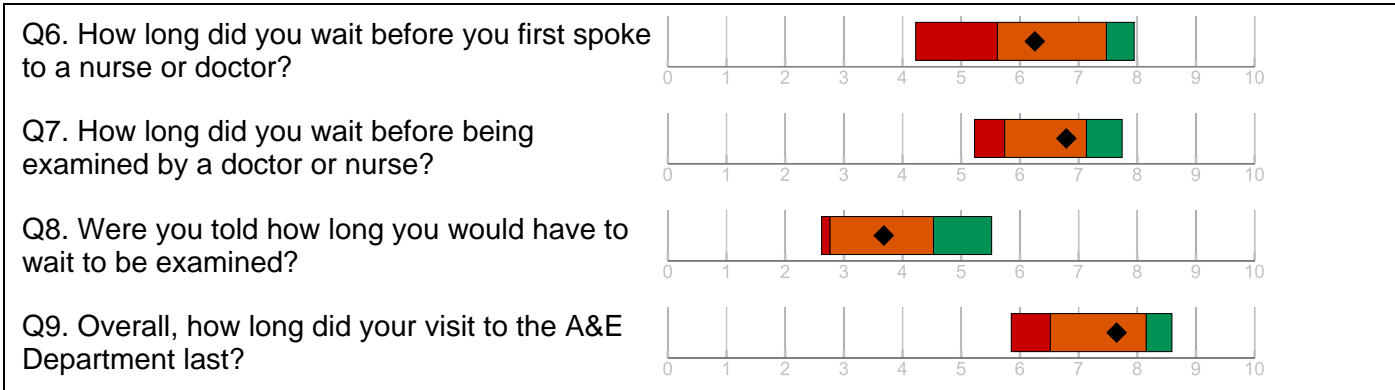 Q6. How long did you wait before you first spoke
to a nurse or doctor?
0 1 2 3 4 5 6 7 8 9 10
Q7. How long did you wait before being
examined by a doctor or nurse?
0 1 2 3 4 5 6 7 8 9 10
Q8. Were you told how long you would have to
wait to be examined?
0 1 2 3 4 5 6 7 8 9 10
Q9. Overall, how long did your visit to the A&E
Department last?
0 1 2 3 4 5 6 7 8 9 10